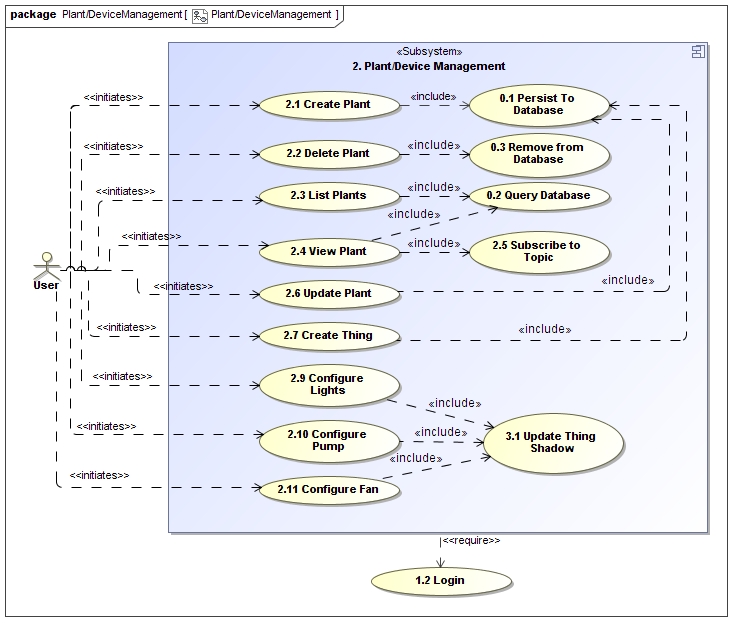 package Plant/DeviceManagement [ Plant/DeviceManagement ]
«Subsystem»
2. Plant/Device Management
<<initiates>>
2.1 Create Plant
«include»
0.1 Persist To
Database
<<initiates>>
2.2 Delete Plant
«include»
0.3 Remove from
Database
<<initiates>>
2.3 List Plants
«include»
0.2 Query Database
«include»
<<initiates>>
2.4 View Plant
«include»
2.5 Subscribe to
Topic
User
<<initiates>>
2.6 Update Plant
«include»
<<initiates>>
2.7 Create Thing
«include»
<<initiates>>
2.9 Configure
Lights
«include»
<<initiates>>
2.10 Configure
Pump
«include»
3.1 Update Thing
Shadow
«include»
<<initiates>>
2.11 Configure Fan
<<require>>
1.2 Login